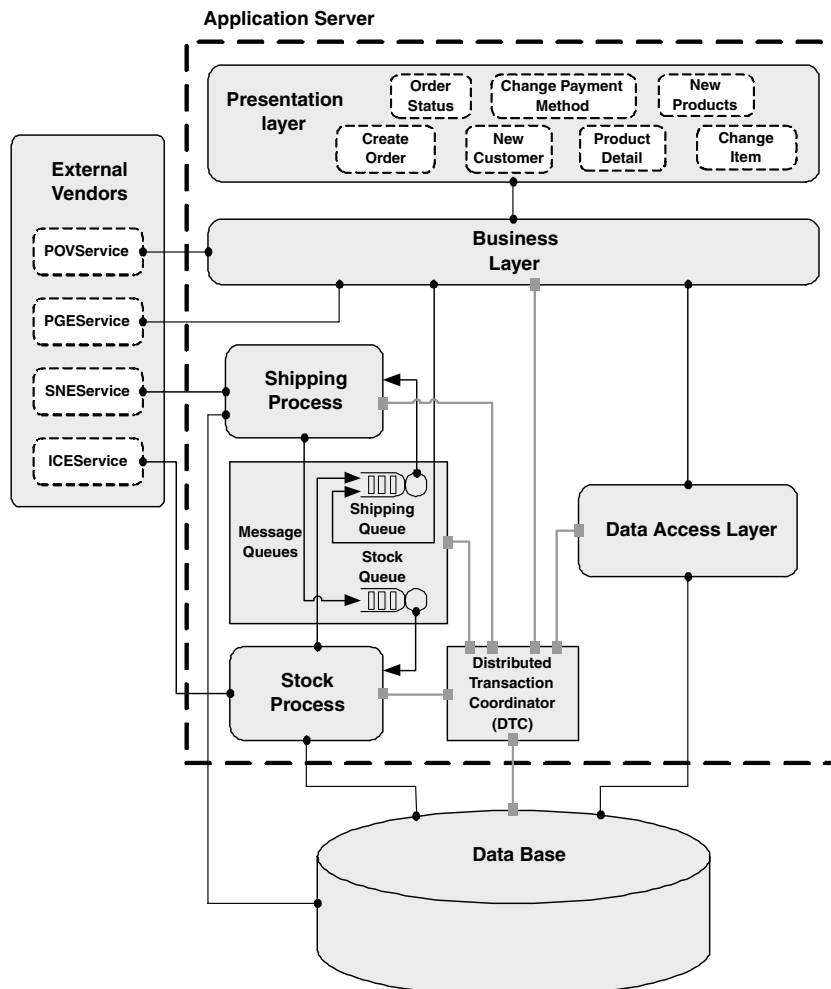 Application Server
Presentation
layer
Order
Status
Change Payment
Method
New
Products
Create
Order
New
Customer
Product
Detail
Change
Item
External
Vendors
POVService
PGEService
SNEService
ICEService
Business
Layer
Shipping
Process
Message
Queues
Shipping
Queue
Stock
Queue
Data Access Layer
Stock
Process
Distributed
Transaction
Coordinator
(DTC)
Data Base